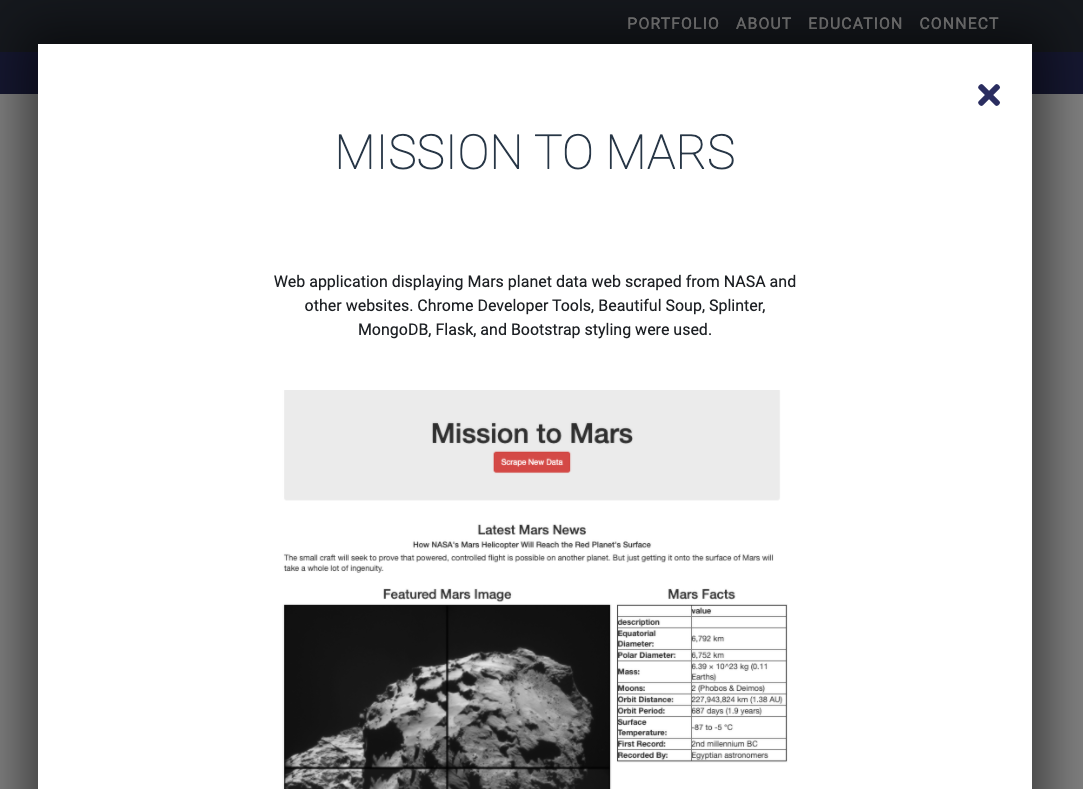 PORTFOLIO ABOUT EDUCATION CONNECT
MISSION TO MARS
Web application displaying Mars planet data web scraped from NASA and
other websites. Chrome Developer Tools, Beautiful Soup, Splinter,
MongoDB, Flask, and Bootstrap styling were used.
Mission to Mars
Scrape New Data
Latest Mars News
How NASA's Mars Helicopter Will Reach the Red Planet's Surface
The small craft will seek to prove that powered, controlled flight is possible on another planet. But just getting it onto the surface of Mars will
take a whole lot of ingenuity.
Featured Mars Image
Mars Facts
value
description
Equatorial
Diameter:
6,792 km
Polar Diameter:
6,752 km
Mass:
6.39 × 10^23 kg (0.11
Earths)
Moons:
2 (Phobos & Deimos)
Orbit Distance:
227,943,824 km (1.38 AU)
Orbit Period:
687 days (1.9 years)
Surface
Temperature:
-87 to -5 °C
First Record:
2nd millennium BC
Recorded By:
Egyptian astronomers